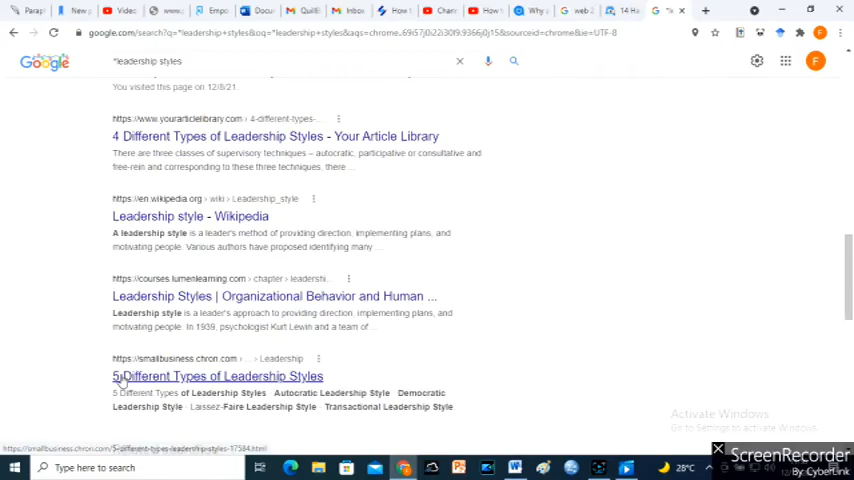 Parap
New p
Video
www.g
Empo
Docu
QuillB
Inbox
How t
Chann
How t
Why a
web 2
14 Ha
google.com/search?q=*leadership+styles&oq=*leadership+styles&aqs=chrome..69i57j0i22i30l9.9366j0j15&sourceid=chrome&ie=UTF-8
F
Google
*leadership styles
F
You visited this page on 12/8/21.
https://www.yourarticlelibrary.com › 4-different-types-...
4 Different Types of Leadership Styles - Your Article Library
There are three classes of supervisory techniques – autocratic, participative or consultative and
free-rein and corresponding to these three techniques, there ...
https://en.wikipedia.org › wiki › Leadership_style
Leadership style - Wikipedia
A leadership style is a leader's method of providing direction, implementing plans, and
motivating people. Various authors have proposed identifying many ...
https://courses.lumenlearning.com › chapter › leadershi...
Leadership Styles | Organizational Behavior and Human ...
Leadership style is a leader's approach to providing direction, implementing plans, and
motivating people. In 1939, psychologist Kurt Lewin and a team of ...
https://smallbusiness.chron.com › ... › Leadership
5 Different Types of Leadership Styles
5 Different Types of Leadership Styles · Autocratic Leadership Style · Democratic
Leadership Style · Laissez-Faire Leadership Style · Transactional Leadership Style.
Activate Windows
Go to Settings to activate Windows.
https://smallbusiness.chron.com/5-different-types-leadership-styles-17584.html
ScreenRecorder
By CyberLink
Type here to search
28°C